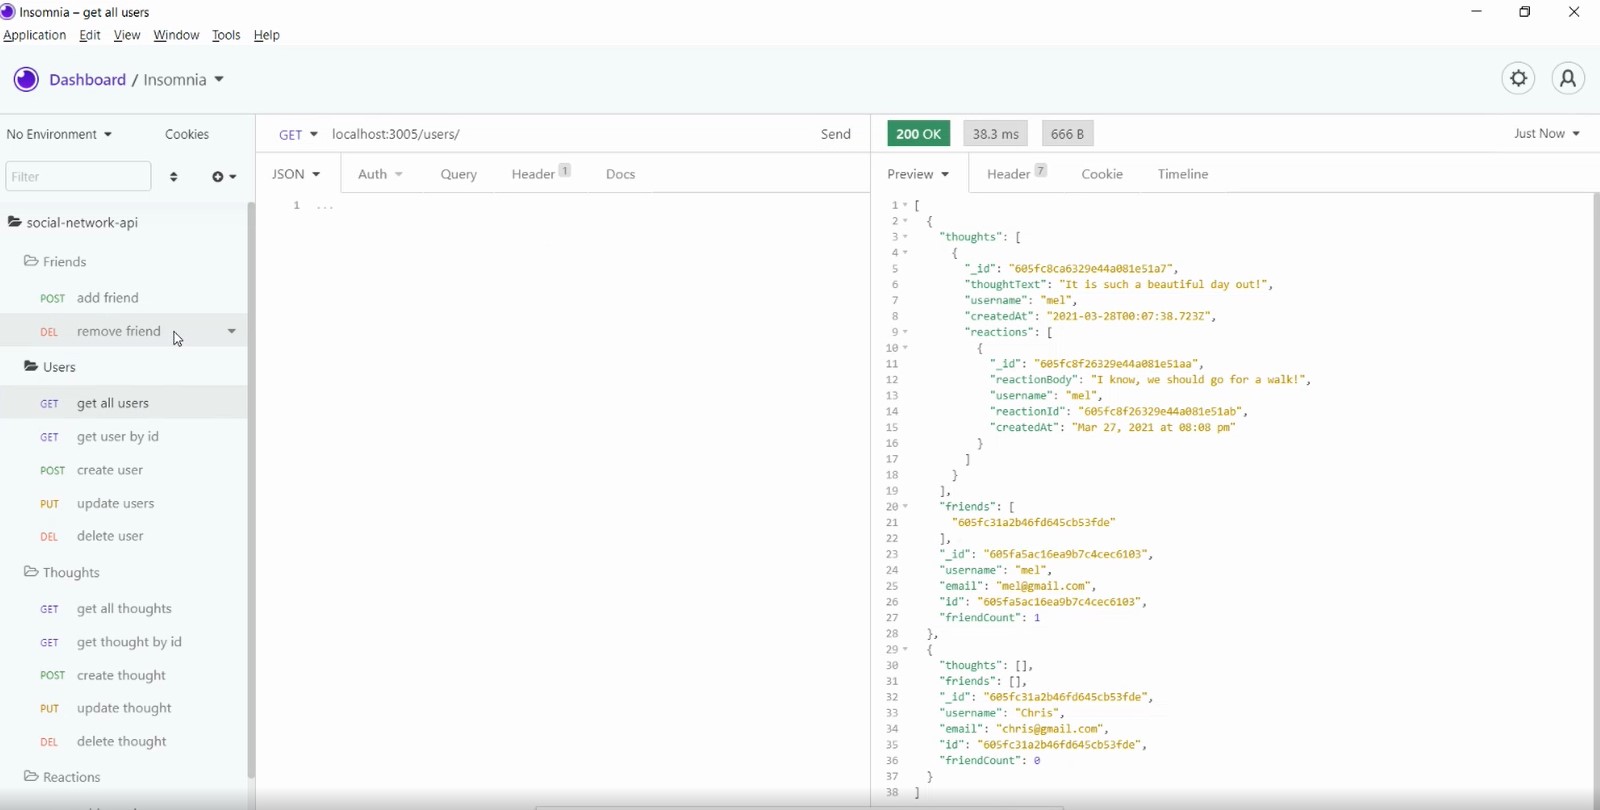 Insomnia – get all users
Application Edit View Window Tools Help
Dashboard / Insomnia
No Environment Cookies
GET localhost:3005/users/ Send
200 OK 38.3 ms 666 B Just Now
Filter
JSON Auth Query Header 1 Docs
Preview Header 7 Cookie Timeline
social-network-api
Friends
POST add friend
DEL remove friend
Users
GET get all users
GET get user by id
POST create user
PUT update users
DEL delete user
Thoughts
GET get all thoughts
GET get thought by id
POST create thought
PUT update thought
DEL delete thought
Reactions
1 ...
1 [
2 {
3 "thoughts": [
4 {
5 "_id": "605fc8ca6329e44a081e51a7",
6 "thoughtText": "It is such a beautiful day out!",
7 "username": "mel",
8 "createdAt": "2021-03-28T00:07:38.723Z",
9 "reactions": [
10 {
11 "_id": "605fc8f26329e44a081e51aa",
12 "reactionBody": "I know, we should go for a walk!",
13 "username": "mel",
14 "reactionId": "605fc8f26329e44a081e51ab",
15 "createdAt": "Mar 27, 2021 at 08:08 pm"
16 }
17 ]
18 }
19 ],
20 "friends": [
21 "605fc31a2b46fd645cb53fde"
22 ],
23 "_id": "605fa5ac16ea9b7c4cec6103",
24 "username": "mel",
25 "email": "mel@gmail.com",
26 "id": "605fa5ac16ea9b7c4cec6103",
27 "friendCount": 1
28 },
29 {
30 "thoughts": [],
31 "friends": [],
32 "_id": "605fc31a2b46fd645cb53fde",
33 "username": "Chris",
34 "email": "chris@gmail.com",
35 "id": "605fc31a2b46fd645cb53fde",
36 "friendCount": 0
37 }
38 ]